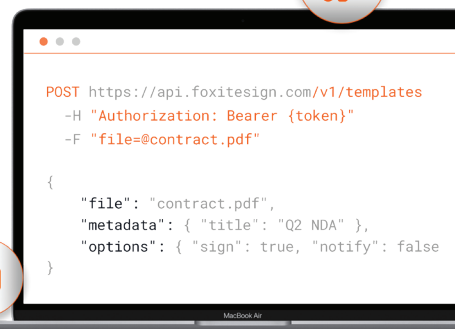 POST https://api.foxitesign.com/v1/templates
-H "Authorization: Bearer {token}"
-F "file=@contract.pdf"
{
"file": "contract.pdf",
"metadata": { "title": "Q2 NDA" },
"options": { "sign": true, "notify": false
}
MacBook Air